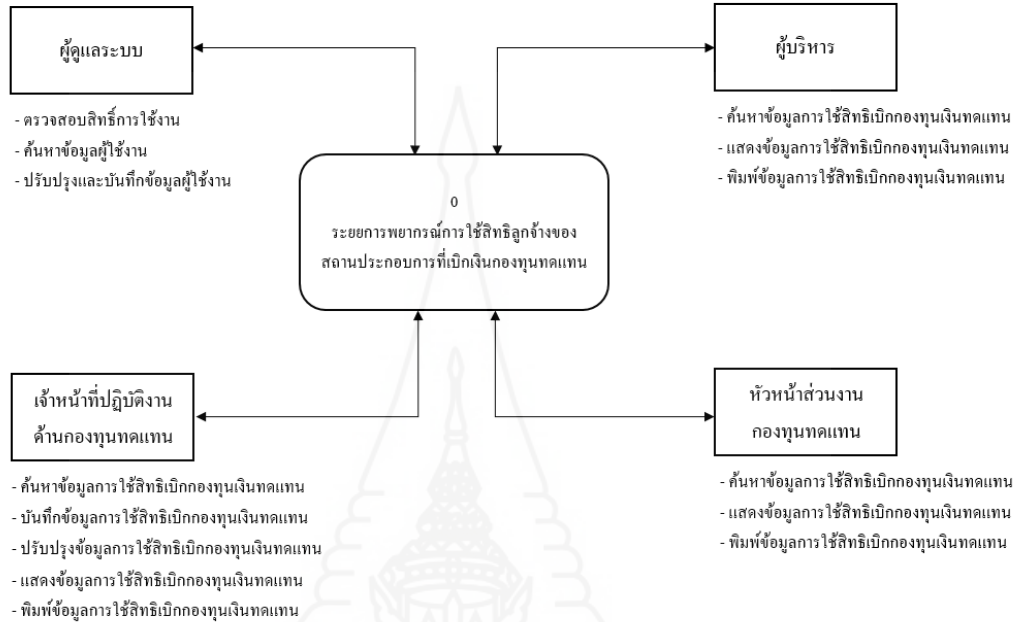 ผู้ดูแลระบบ
- ตรวจสอบสิทธิ์การใช้งาน
- ค้นหาข้อมูลผู้ใช้งาน
- ปรับปรุงและบันทึกข้อมูลผู้ใช้งาน
ผู้บริหาร
- ค้นหาข้อมูลการใช้สิทธิเบิกกองทุนเงินทดแทน
- แสดงข้อมูลการใช้สิทธิเบิกกองทุนเงินทดแทน
- พิมพ์ข้อมูลการใช้สิทธิเบิกกองทุนเงินทดแทน
0
ระยยการพยากรณ์การใช้สิทธิลูกจ้างของ
สถานประกอบการที่เบิกเงินกองทุนทดแทน
เจ้าหน้าที่ปฏิบัติงาน
ด้านกองทุนทดแทน
- ค้นหาข้อมูลการใช้สิทธิเบิกกองทุนเงินทดแทน
- บันทึกข้อมูลการใช้สิทธิเบิกกองทุนเงินทดแทน
- ปรับปรุงข้อมูลการใช้สิทธิเบิกกองทุนเงินทดแทน
- แสดงข้อมูลการใช้สิทธิเบิกกองทุนเงินทดแทน
- พิมพ์ข้อมูลการใช้สิทธิเบิกกองทุนเงินทดแทน
หัวหน้าส่วนงาน
กองทุนทดแทน
- ค้นหาข้อมูลการใช้สิทธิเบิกกองทุนเงินทดแทน
- แสดงข้อมูลการใช้สิทธิเบิกกองทุนเงินทดแทน
- พิมพ์ข้อมูลการใช้สิทธิเบิกกองทุนเงินทดแทน